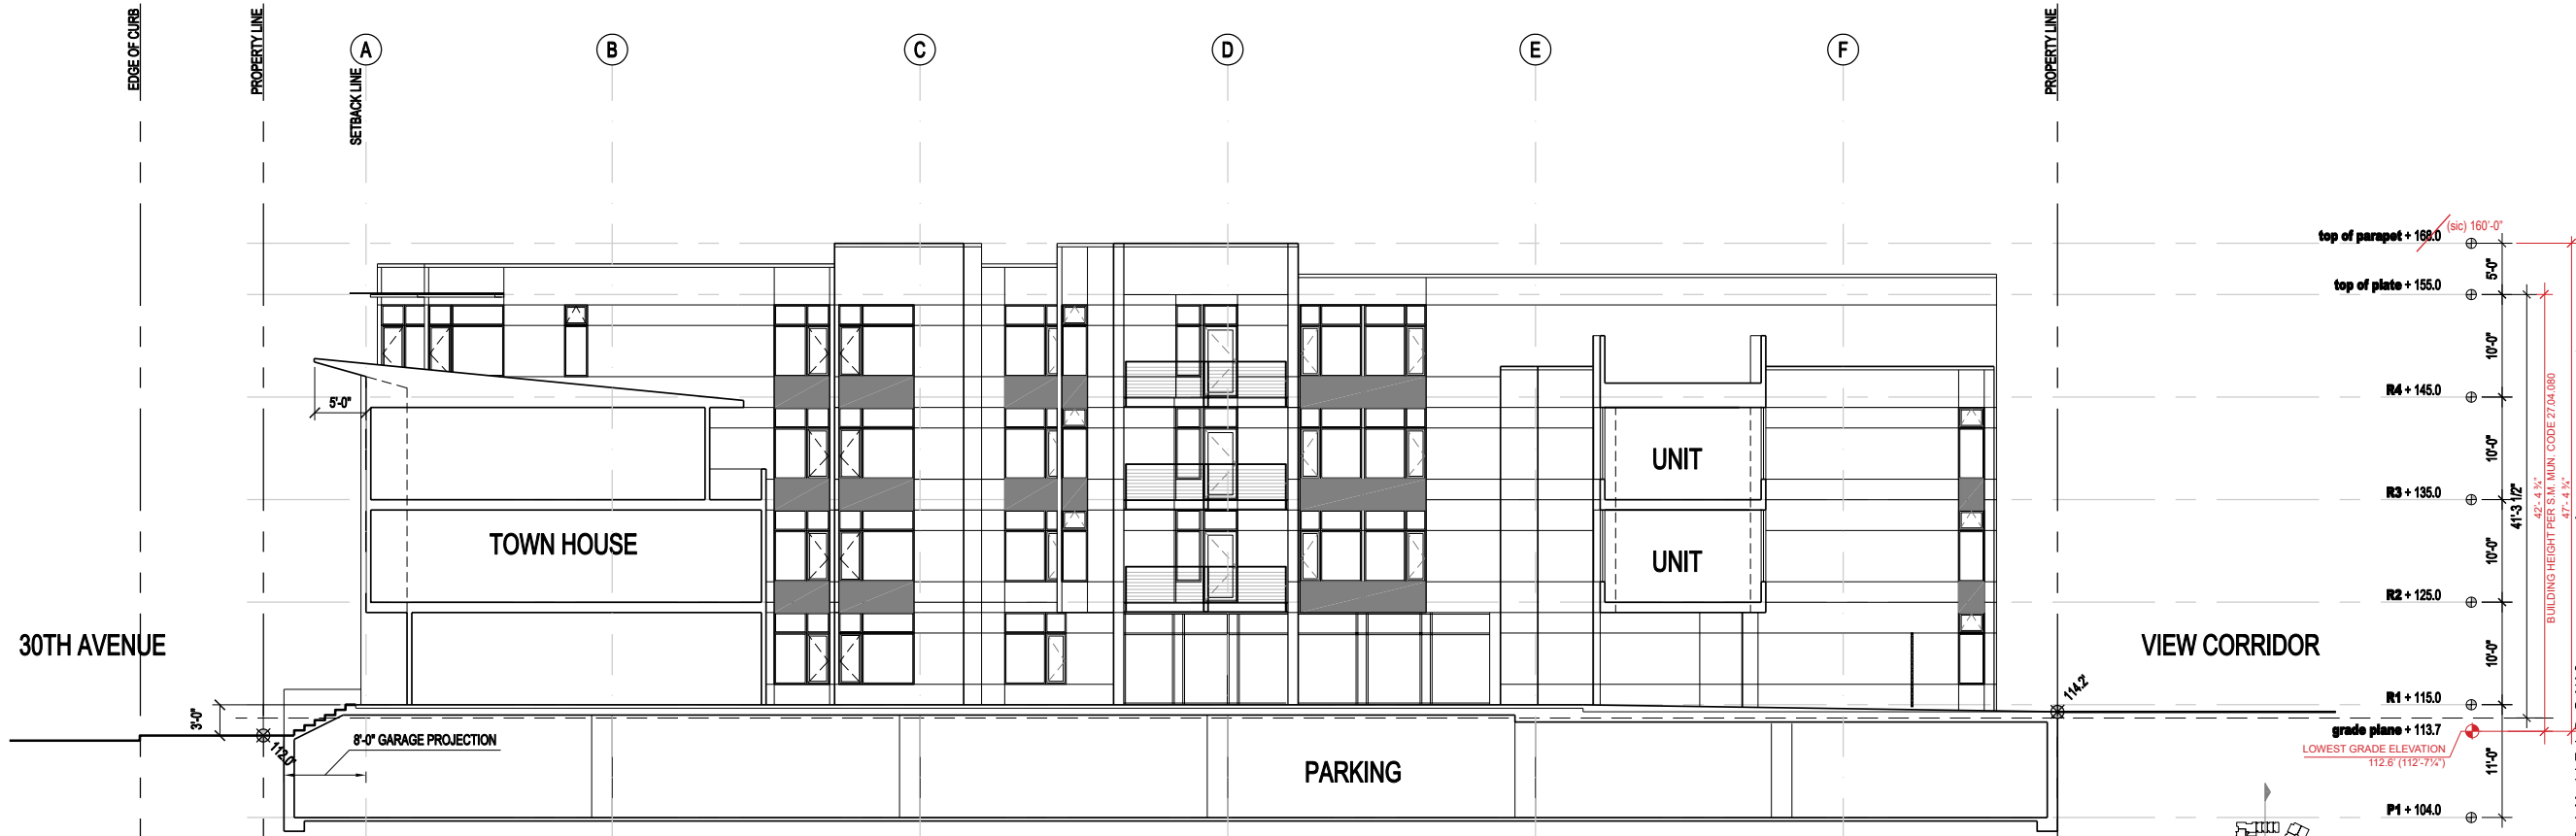 EDGE OF CURB
PROPERTY LINE
SETBACK LINE
A
B
C
D
E
F
PROPERTY LINE
(sic) 160'-0"
top of parapet + 168.0
5'-0"
top of plate + 155.0
10'-0"
R4 + 145.0
5'-0"
10'-0"
UNIT
R3 + 135.0
41'-3 1/2"
42'- 4 ¾"
BUILDING HEIGHT PER S.M. MUN. CODE 27.04.080
47'- 4 ¾"
TOWN HOUSE
UNIT
10'-0"
R2 + 125.0
30TH AVENUE
VIEW CORRIDOR
10'-0"
114.2'
R1 + 115.0
3'-0"
112.0'
8'-0" GARAGE PROJECTION
grade plane + 113.7
LOWEST GRADE ELEVATION
112.6' (112'-7¼")
PARKING
11'-0"
P1 + 104.0